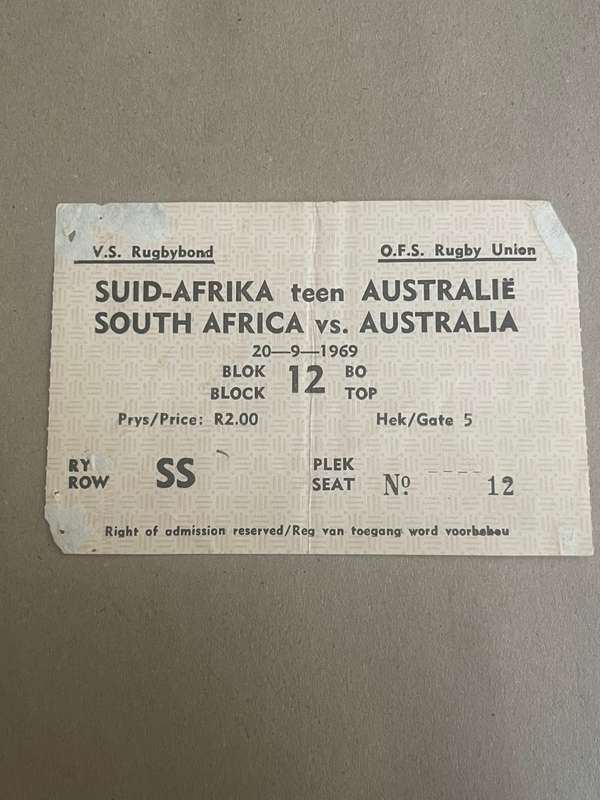 V.S. Rugbybond O.F.S. Rugby Union
SUID-AFRIKA teen AUSTRALIË
SOUTH AFRICA vs. AUSTRALIA
20—9—1969
BLOK 12 BO
BLOCK TOP
Prys/Price: R2.00 Hek/Gate 5
RY SS PLEK
ROW SEAT Nº 12
Right of admission reserved/Reg van toegang word voorbehou